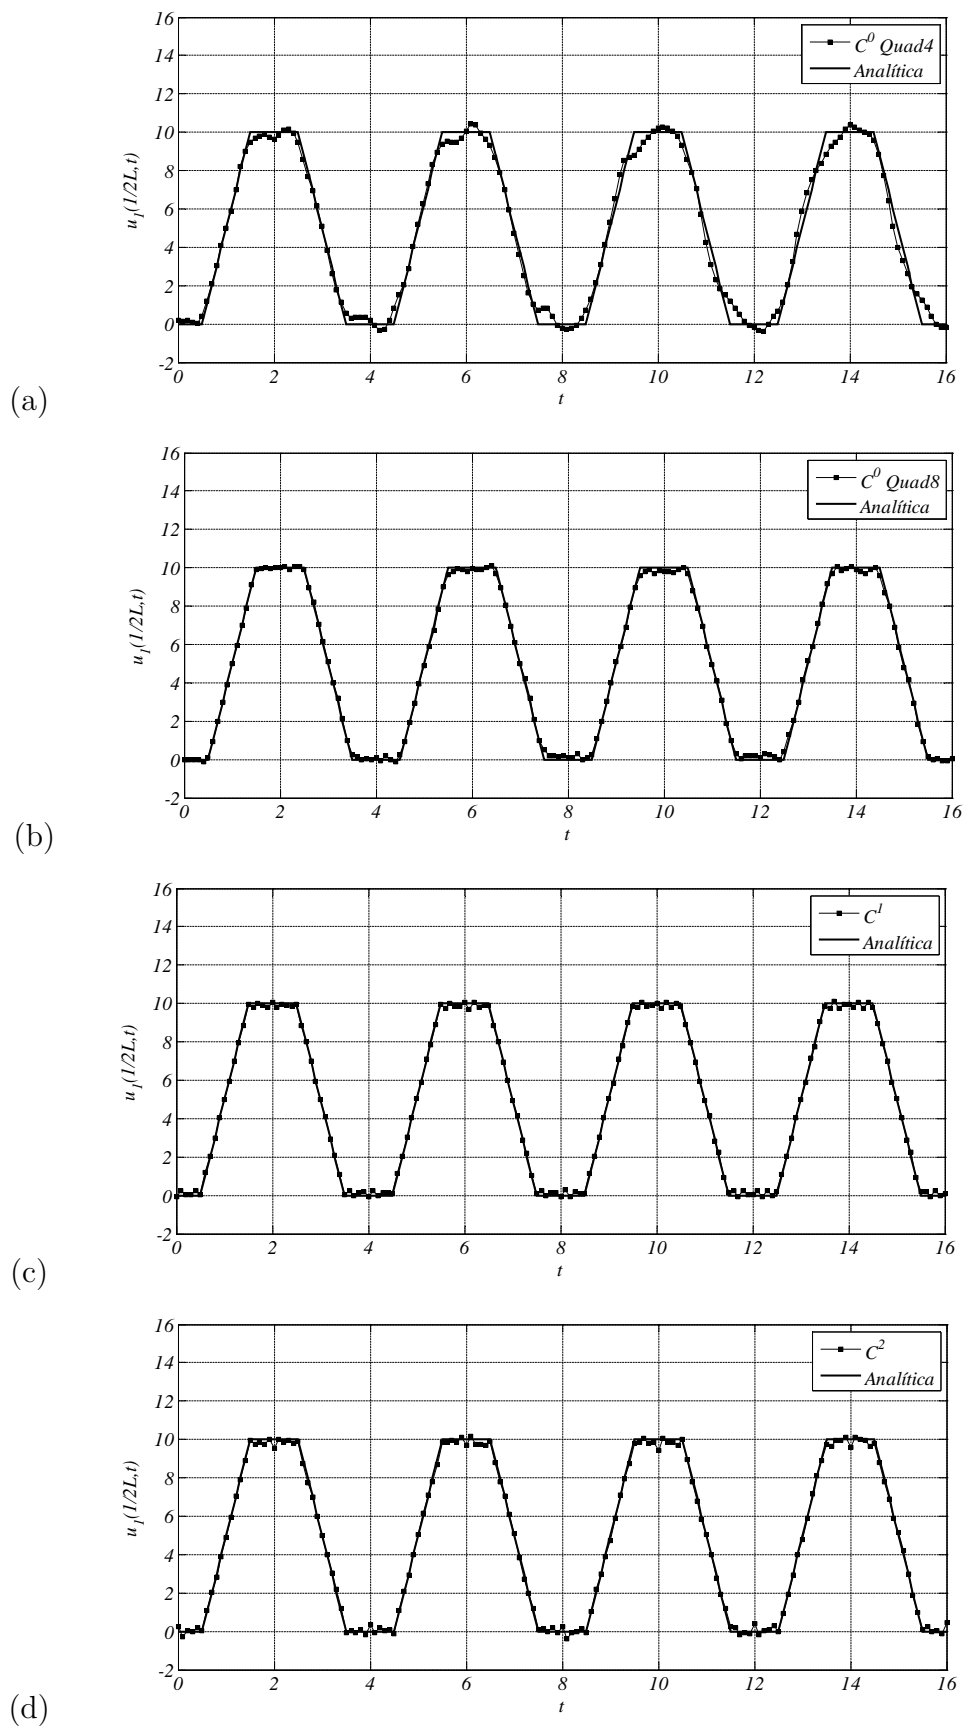 16
14
12
10
8
6
4
2
0
-2
u₁(1/2L,t)
C⁰ Quad4
Analítica
0 2 4 6 8 10 12 14 16
t
(a)
16
14
12
10
8
6
4
2
0
-2
u₁(1/2L,t)
C⁰ Quad8
Analítica
0 2 4 6 8 10 12 14 16
t
(b)
16
14
12
10
8
6
4
2
0
-2
u₁(1/2L,t)
C¹
Analítica
0 2 4 6 8 10 12 14 16
t
(c)
16
14
12
10
8
6
4
2
0
-2
u₁(1/2L,t)
C²
Analítica
0 2 4 6 8 10 12 14 16
t
(d)